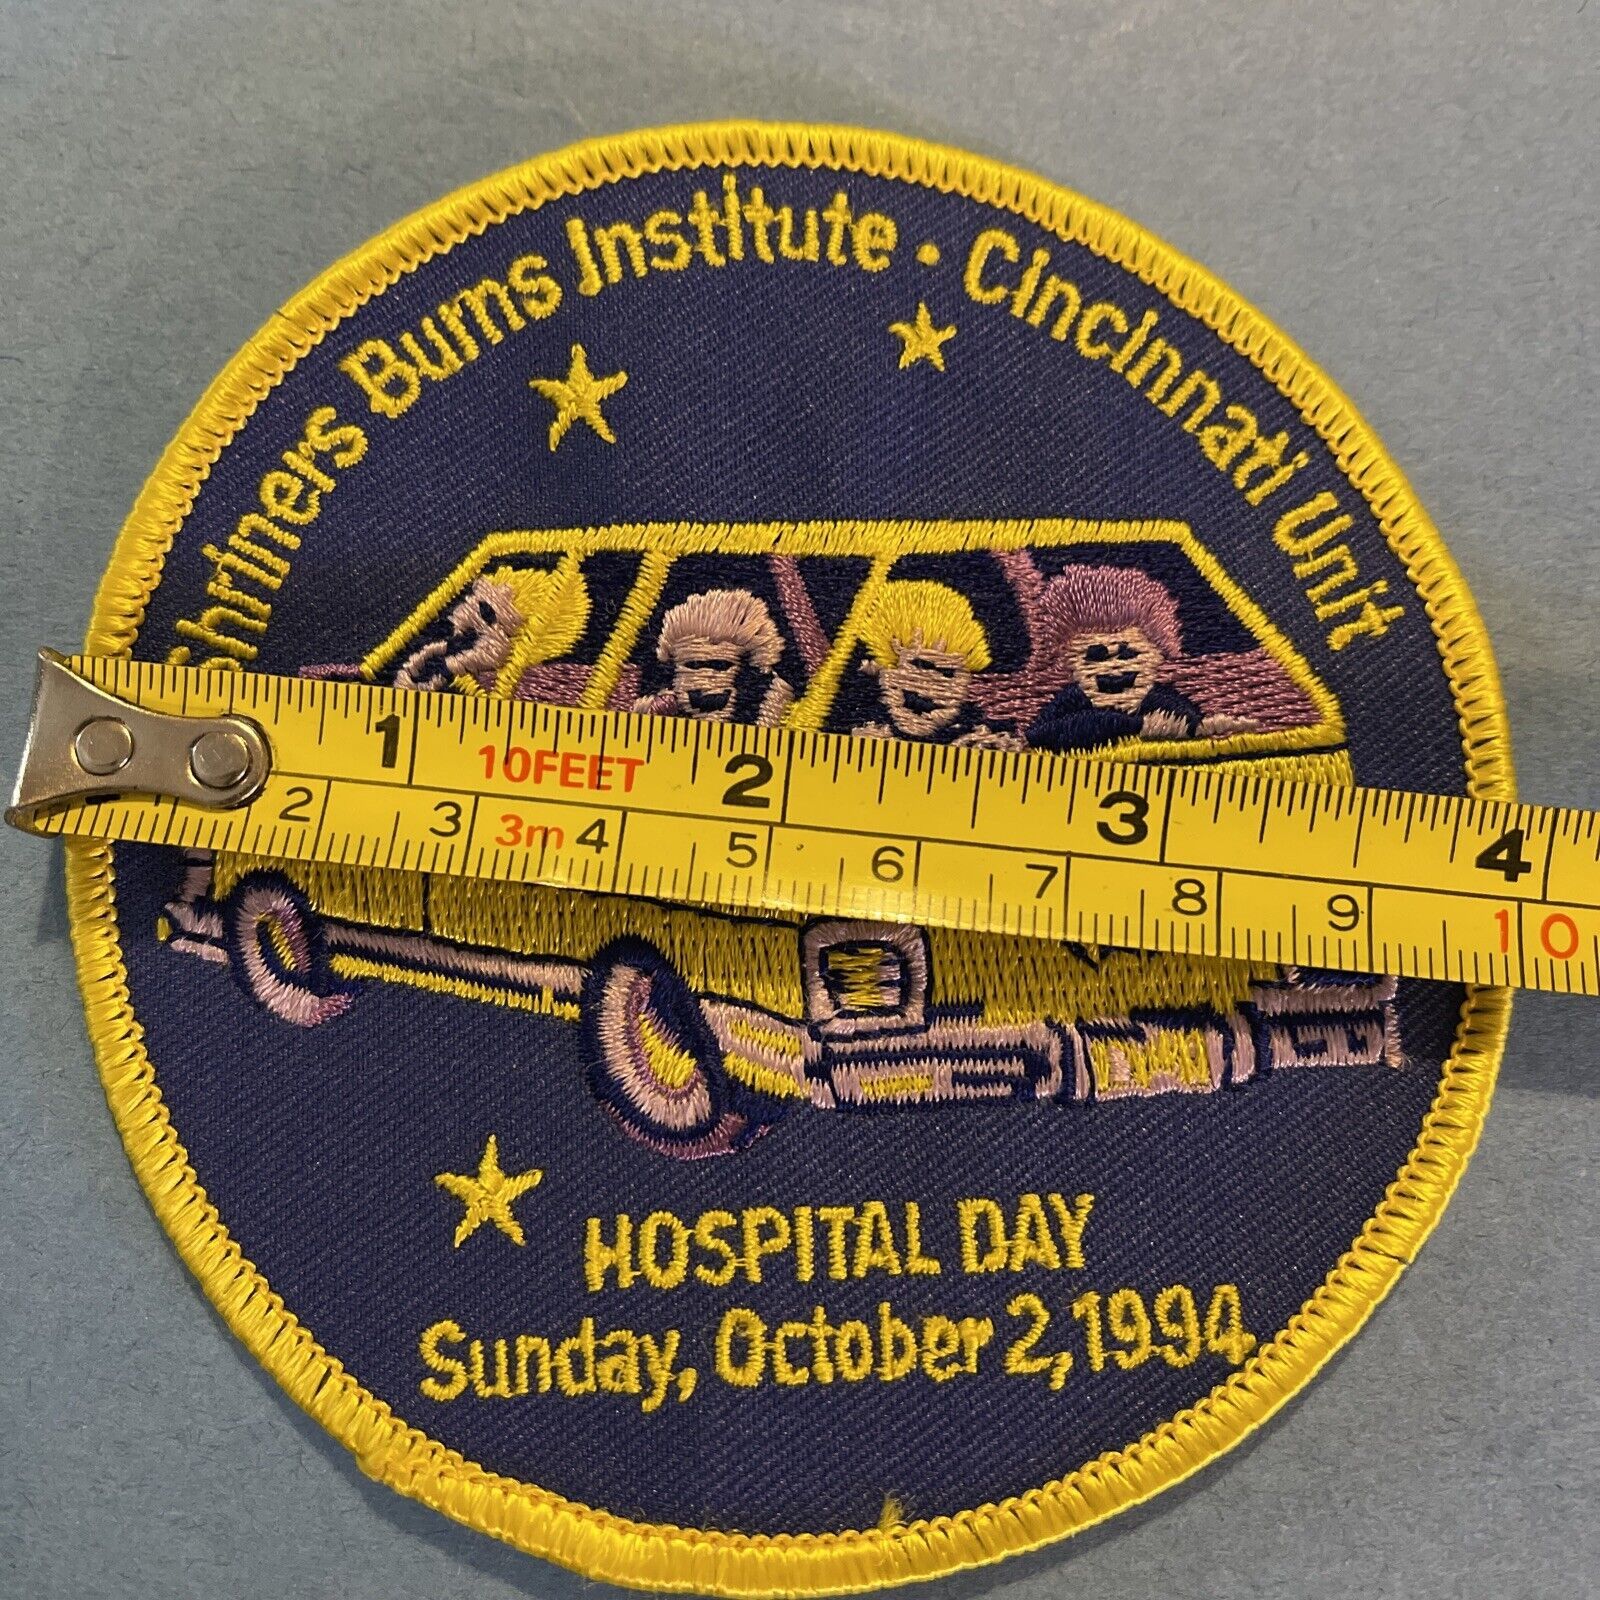 Shriners Burns Institute • Cincinnati Unit
1 10FEET 2 3 4
2 3 3m 4 5 6 7 8 9 10
HOSPITAL DAY
Sunday, October 2, 1994